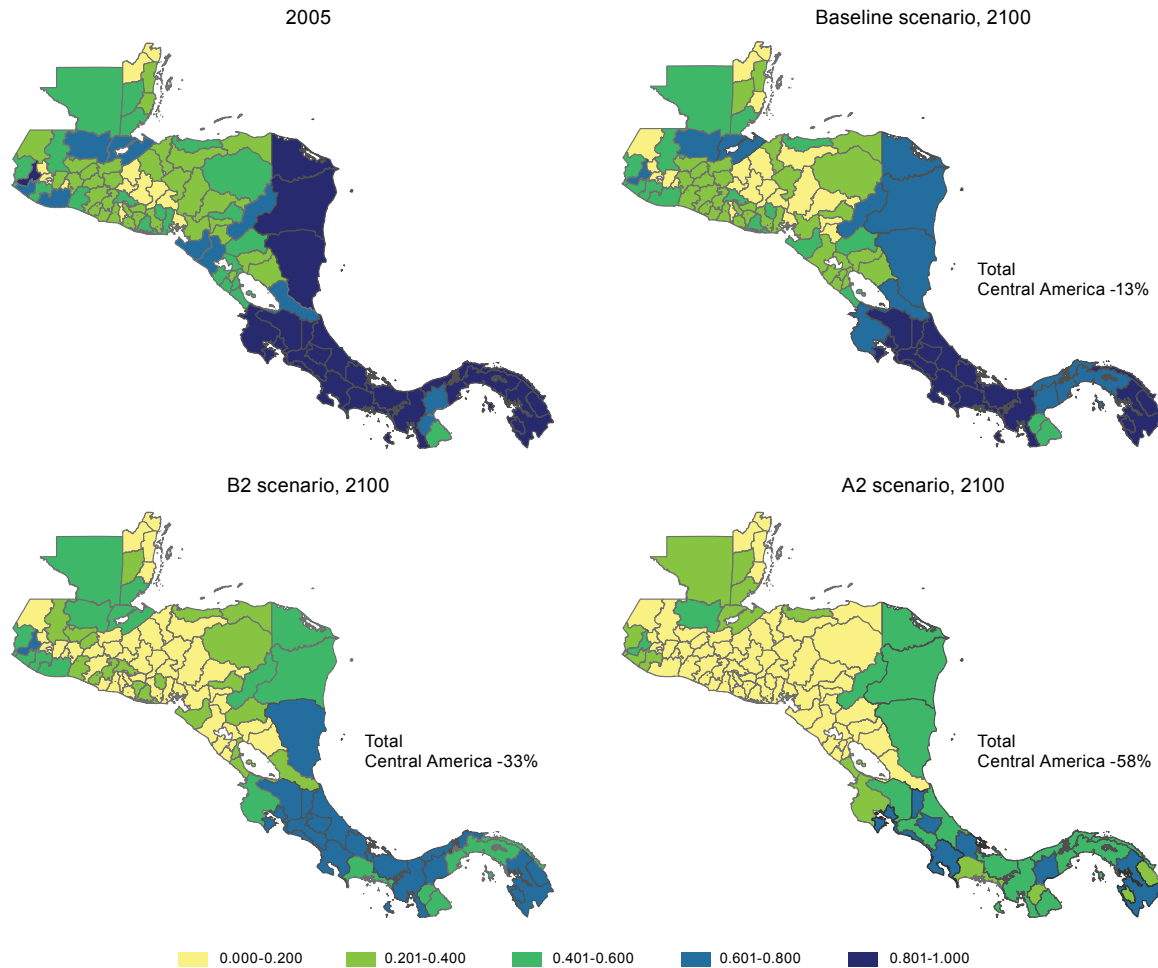 2005
Baseline scenario, 2100
Total
Central America -13%
B2 scenario, 2100
A2 scenario, 2100
Total
Central America -33%
Total
Central America -58%
0.000-0.200
0.201-0.400
0.401-0.600
0.601-0.800
0.801-1.000